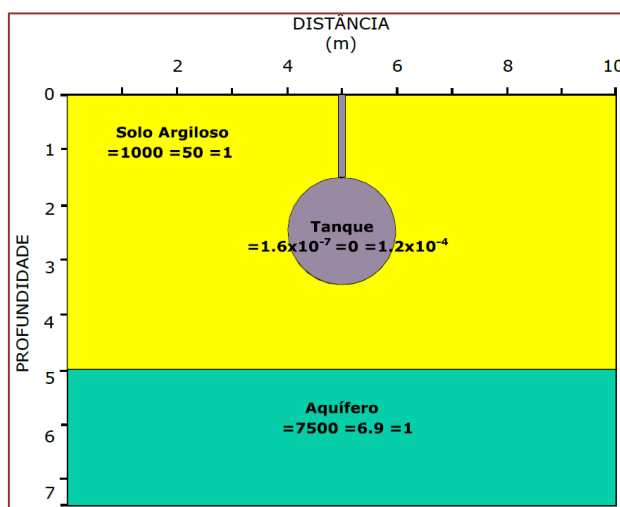 DISTÂNCIA
(m)
2 4 6 8 10
0
Solo Argiloso
1
=1000 =50 =1
2
Tanque
=1.6x10⁻⁷ =0 =1.2x10⁻⁴
3
PROFUNDIDADE
4
5
Aquífero
=7500 =6.9 =1
6
7